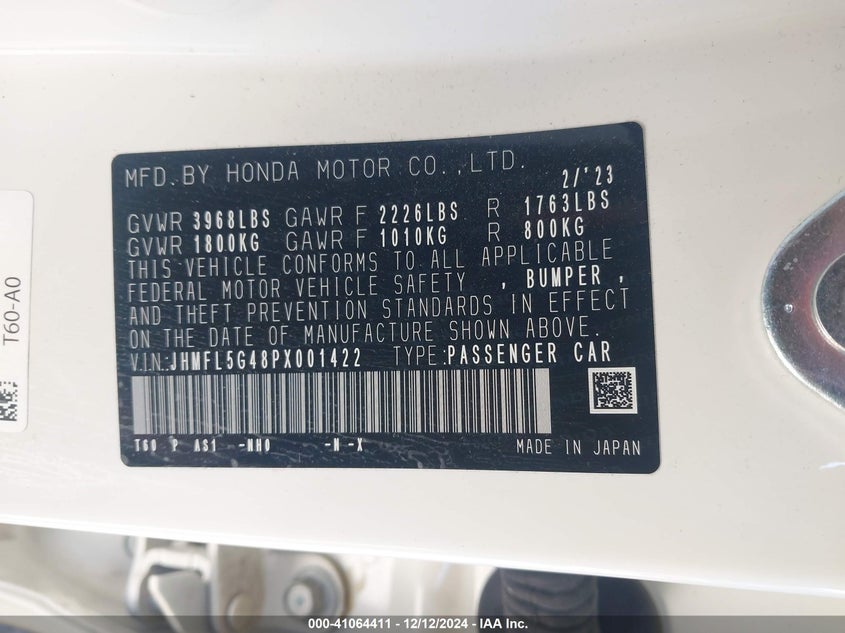 MFD. BY HONDA MOTOR CO.,LTD. 2/'23
GVWR 3968LBS GAWR F 2226LBS R 1763LBS
GVWR 1800KG GAWR F 1010KG R 800KG
THIS VEHICLE CONFORMS TO ALL APPLICABLE
FEDERAL MOTOR VEHICLE SAFETY , BUMPER ,
AND THEFT PREVENTION STANDARDS IN EFFECT
ON THE DATE OF MANUFACTURE SHOWN ABOVE.
V.I.N.:JHMFL5G48PX001422 TYPE:PASSENGER CAR
T60 P AS1 -NH0 -N -X MADE IN JAPAN
T60-A0
000-41064411 - 12/12/2024 - IAA Inc.